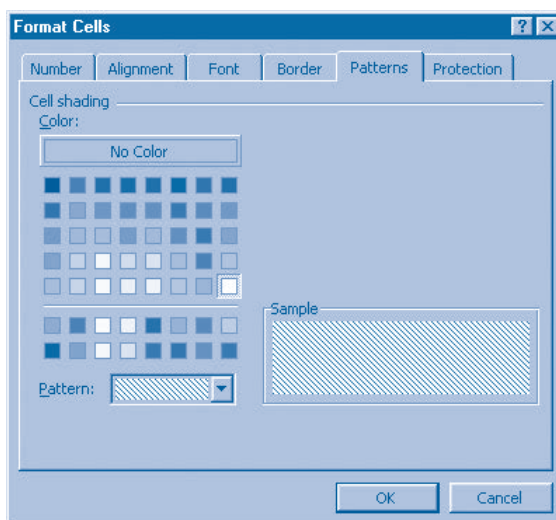 Format Cells
Number Alignment Font Border Patterns Protection
Cell shading
Color:
No Color
Sample
Pattern:
OK Cancel